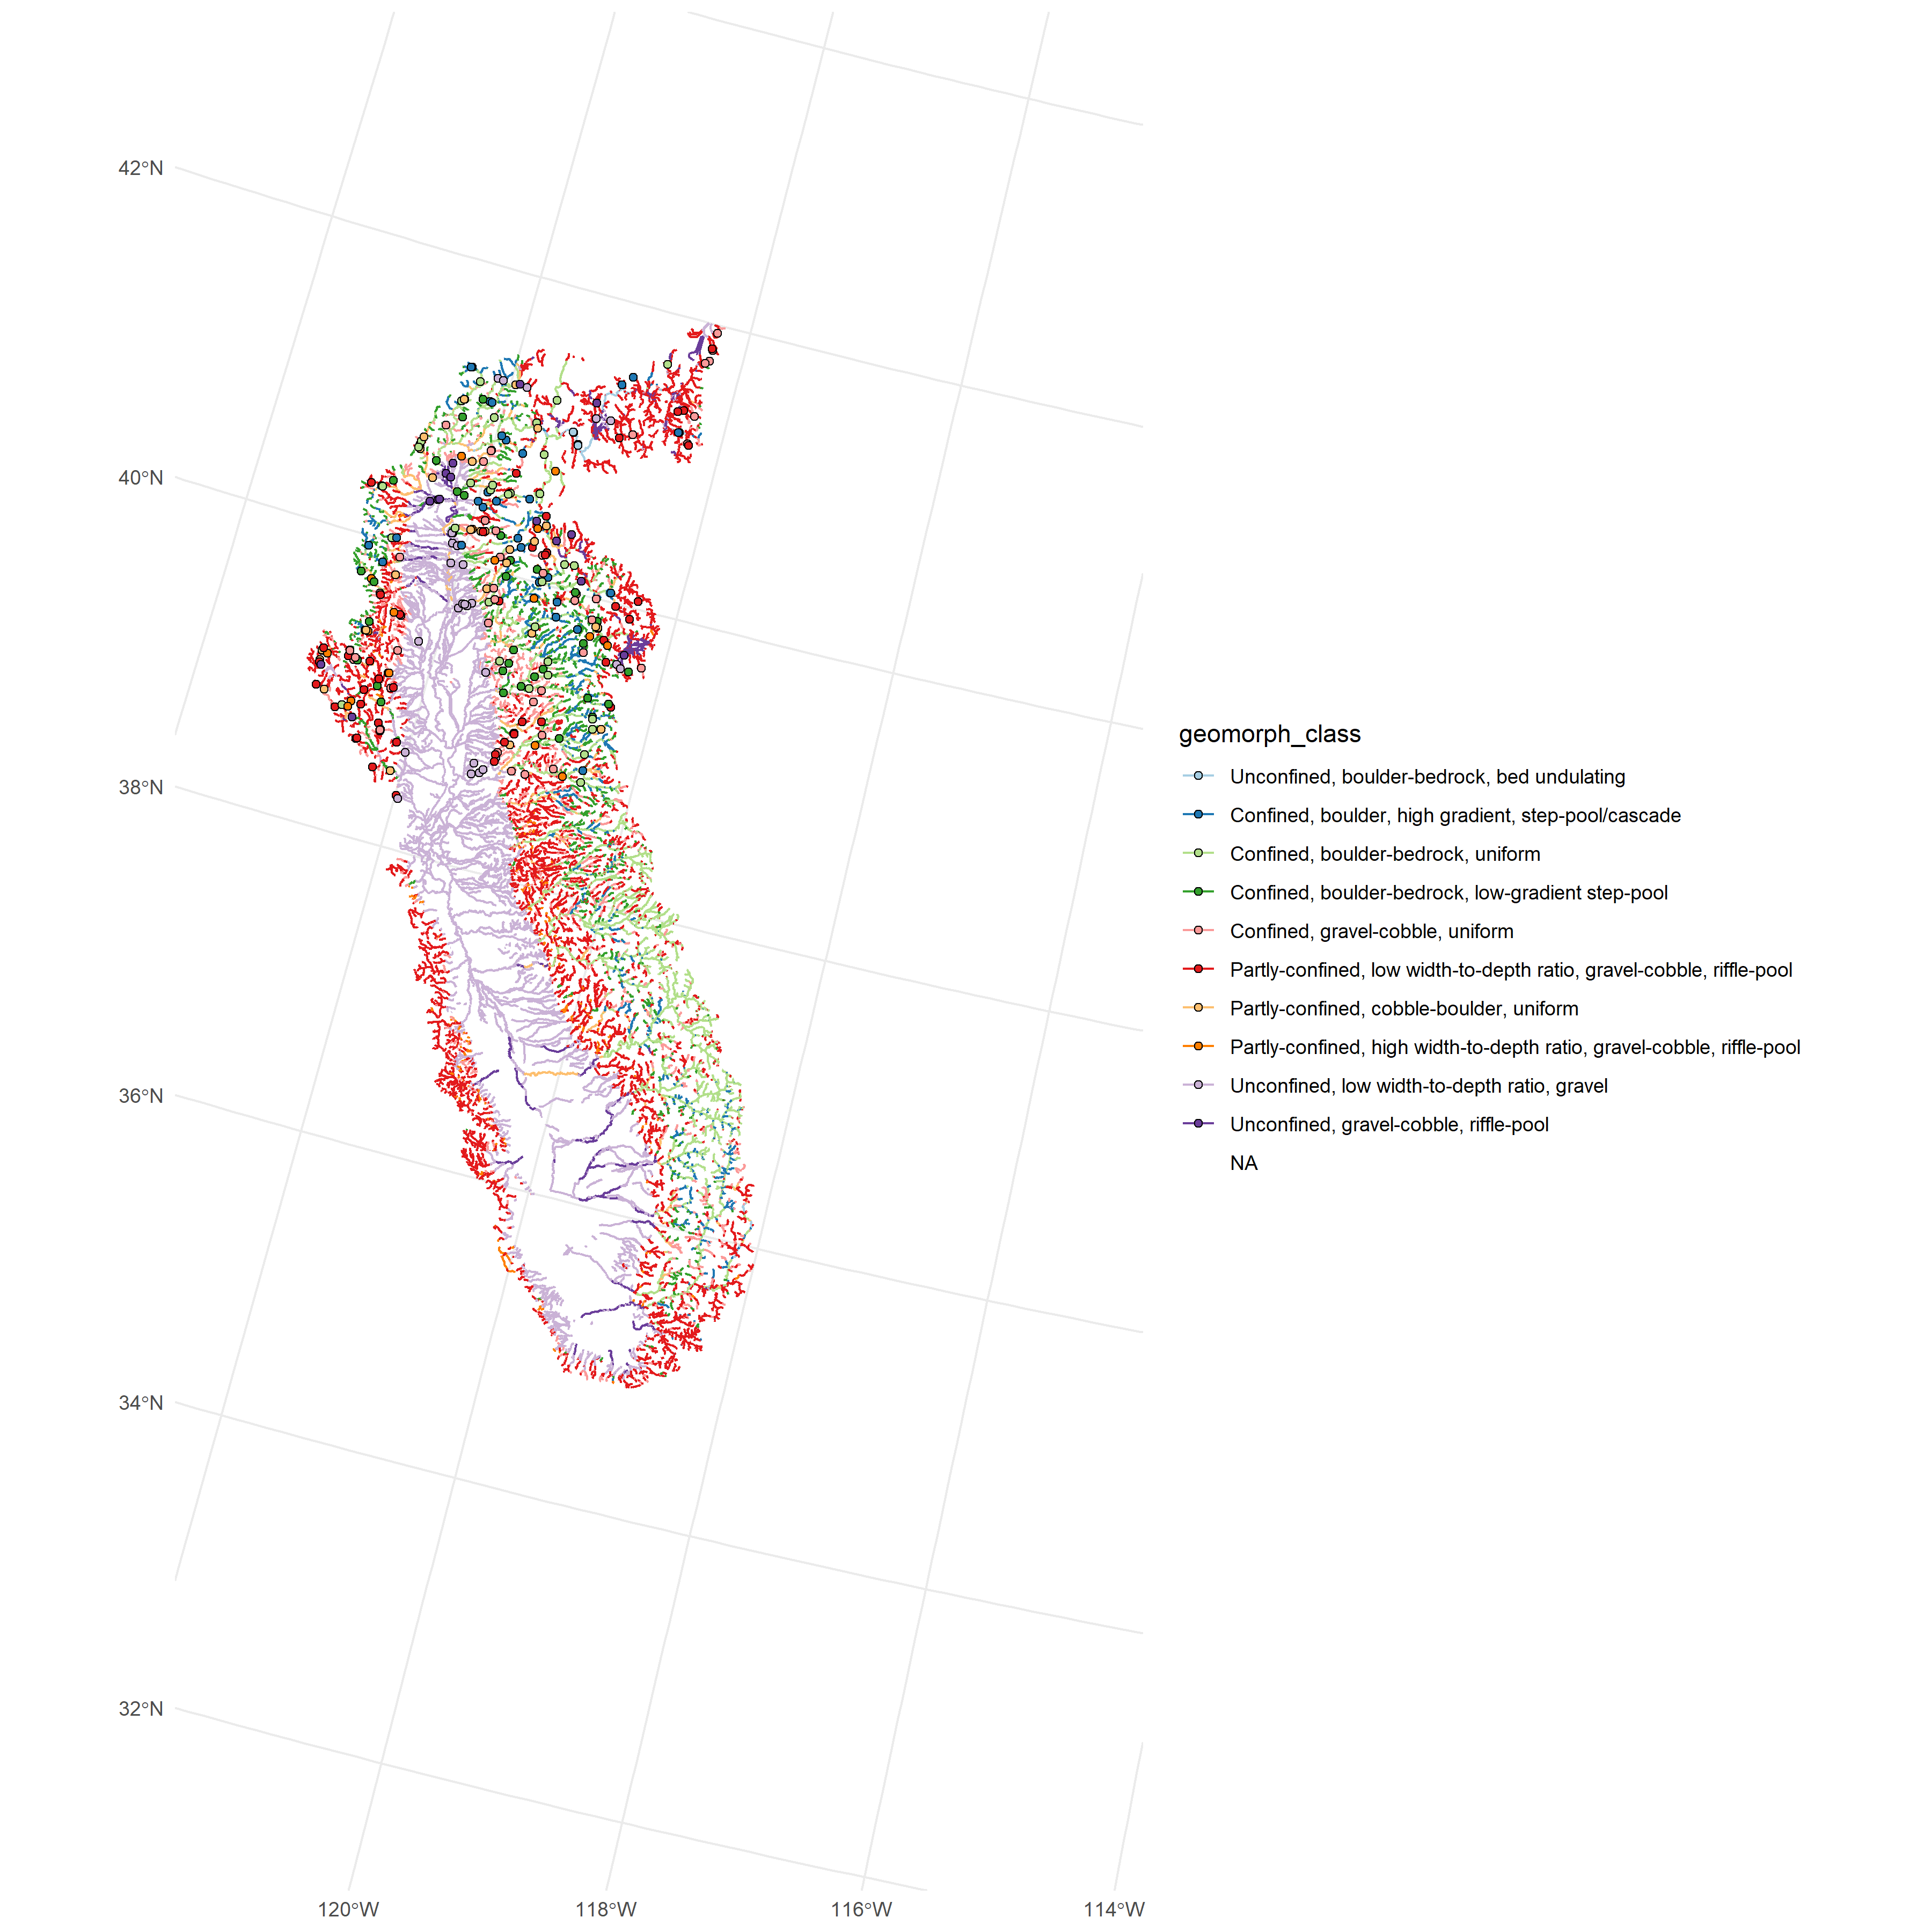 42°N
40°N
38°N
36°N
34°N
32°N
120°W
118°W
116°W
114°W
geomorph_class
Unconfined, boulder-bedrock, bed undulating
Confined, boulder, high gradient, step-pool/cascade
Confined, boulder-bedrock, uniform
Confined, boulder-bedrock, low-gradient step-pool
Confined, gravel-cobble, uniform
Partly-confined, low width-to-depth ratio, gravel-cobble, riffle-pool
Partly-confined, cobble-boulder, uniform
Partly-confined, high width-to-depth ratio, gravel-cobble, riffle-pool
Unconfined, low width-to-depth ratio, gravel
Unconfined, gravel-cobble, riffle-pool
NA